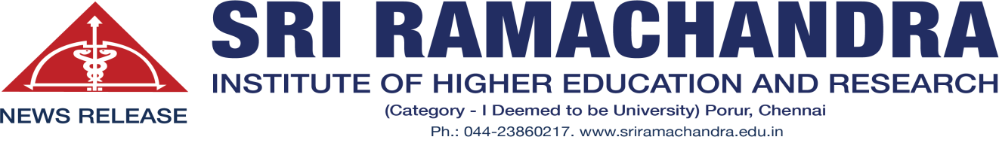 SRI RAMACHANDRA
INSTITUTE OF HIGHER EDUCATION AND RESEARCH
(Category - I Deemed to be University) Porur, Chennai
Ph.: 044-23860217. www.sriramachandra.edu.in
NEWS RELEASE